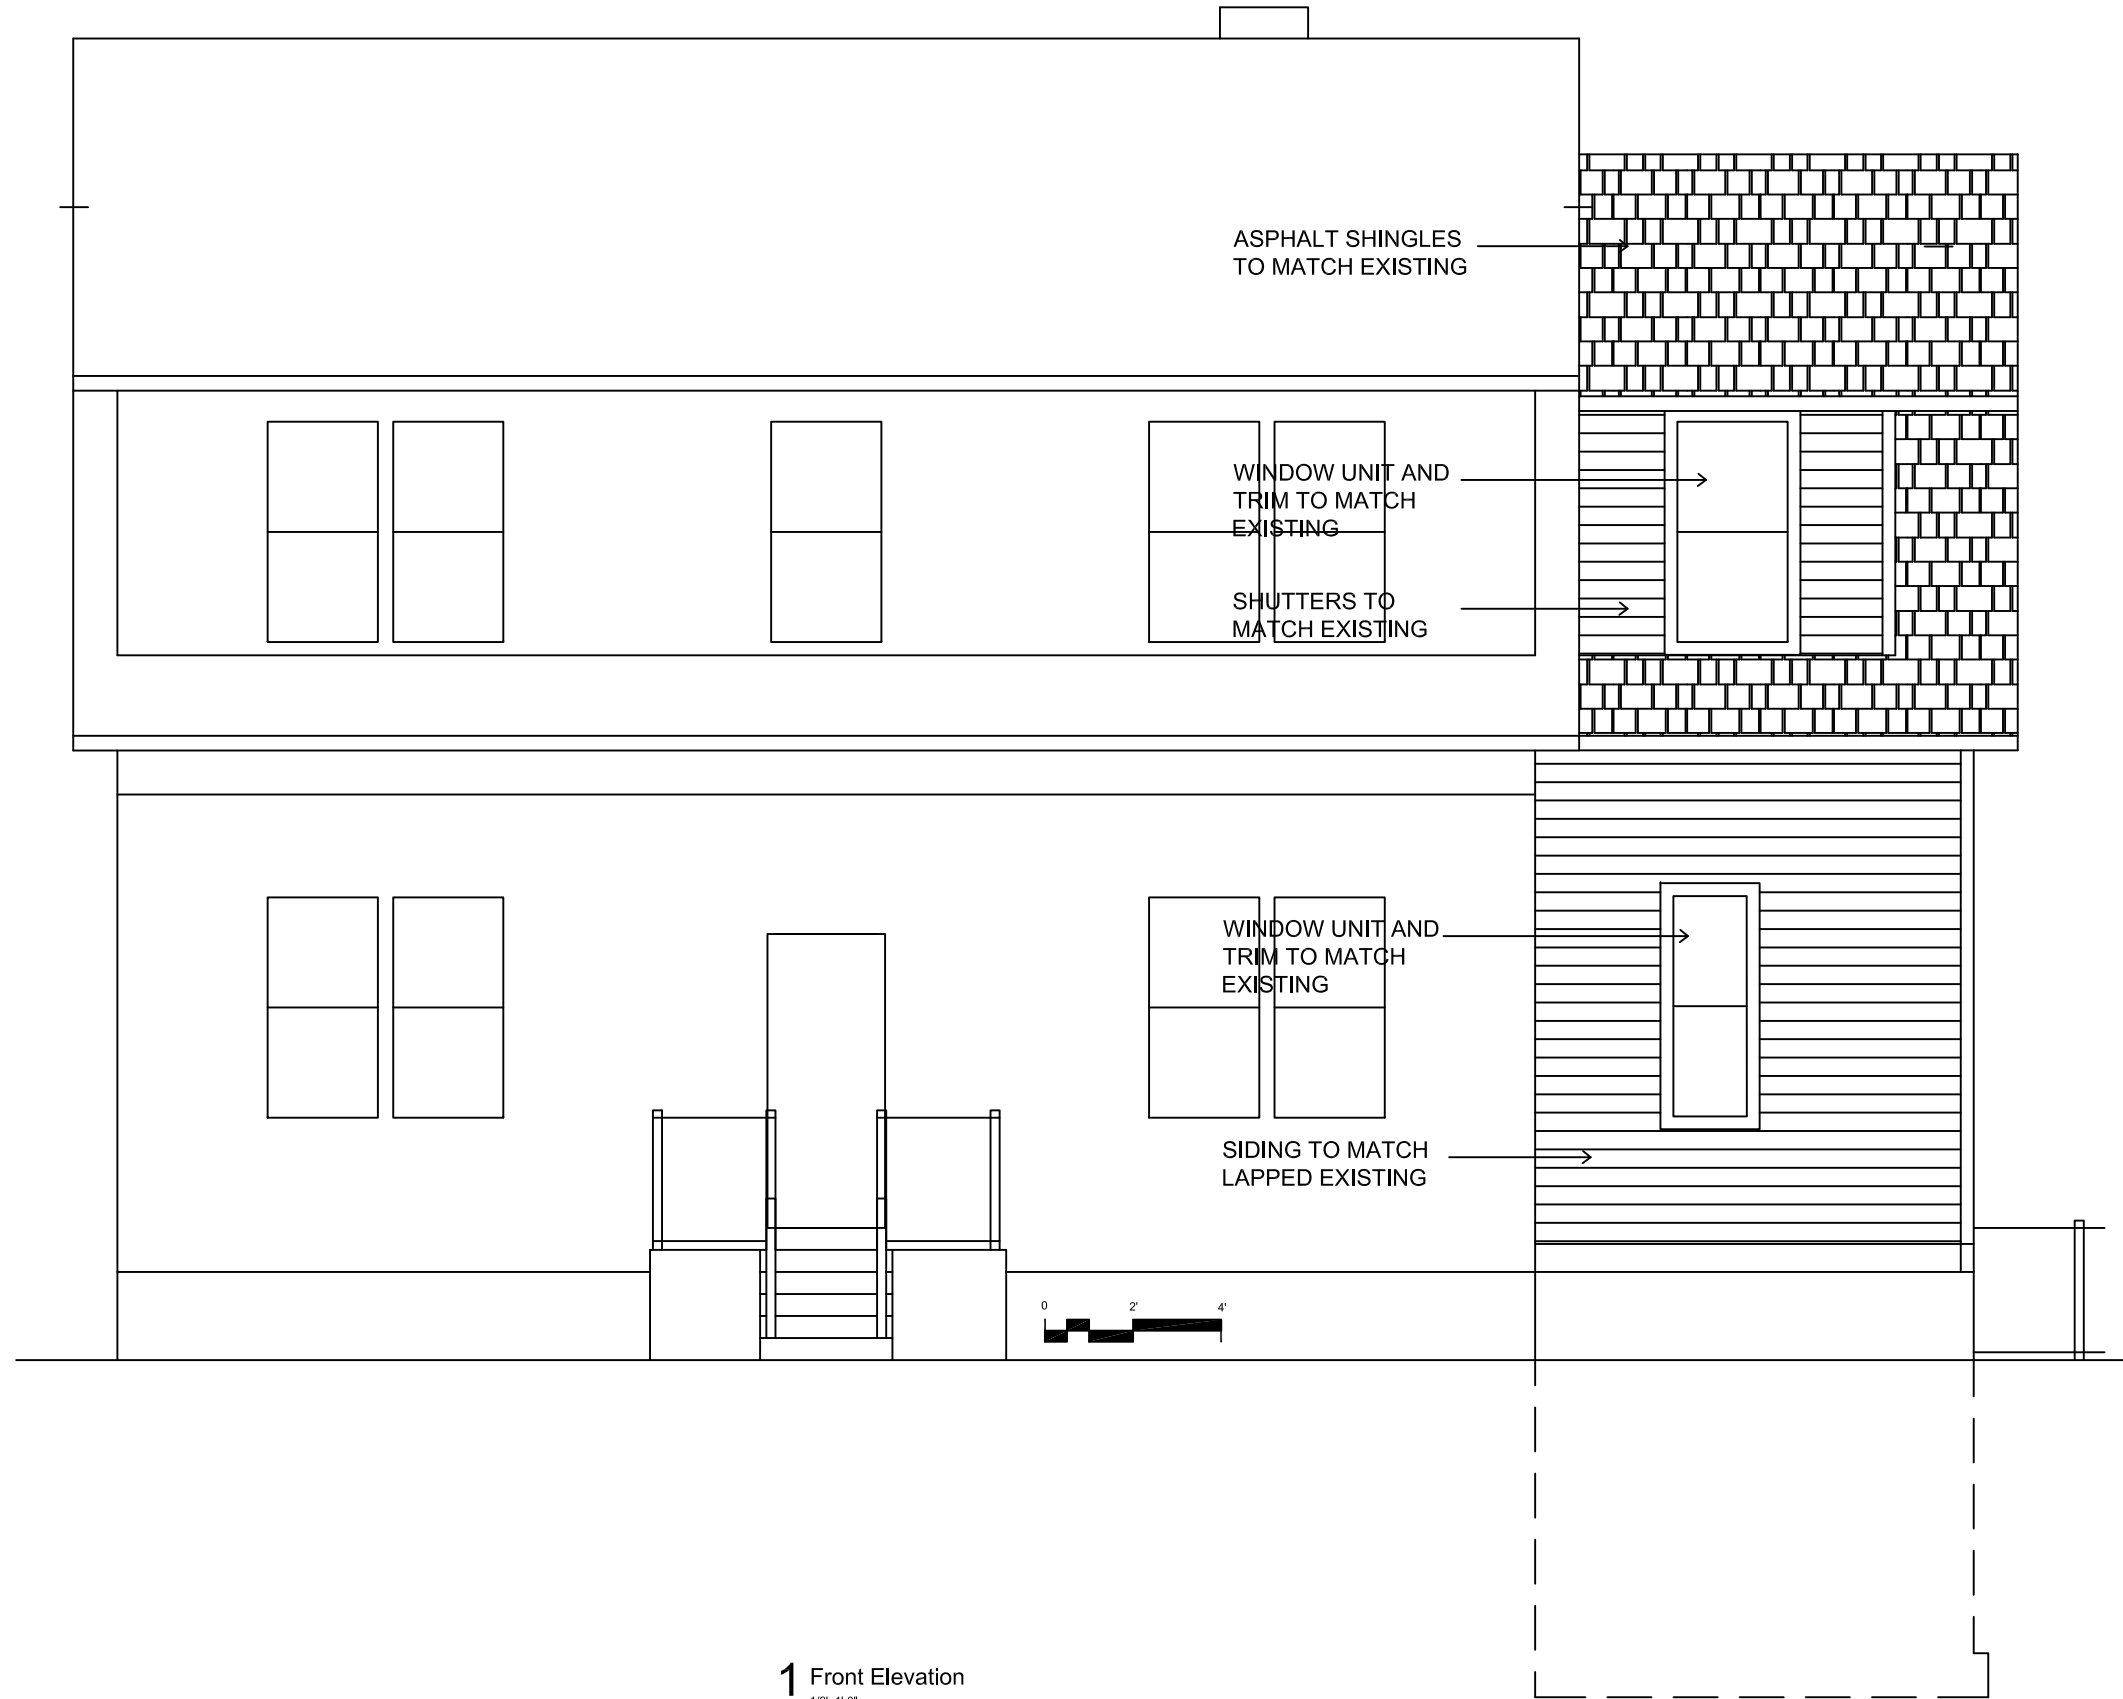 ASPHALT SHINGLES
TO MATCH EXISTING
WINDOW UNIT AND
TRIM TO MATCH
EXISTING
SHUTTERS TO
MATCH EXISTING
WINDOW UNIT AND
TRIM TO MATCH
EXISTING
SIDING TO MATCH
LAPPED EXISTING
0 2' 4'
1 Front Elevation